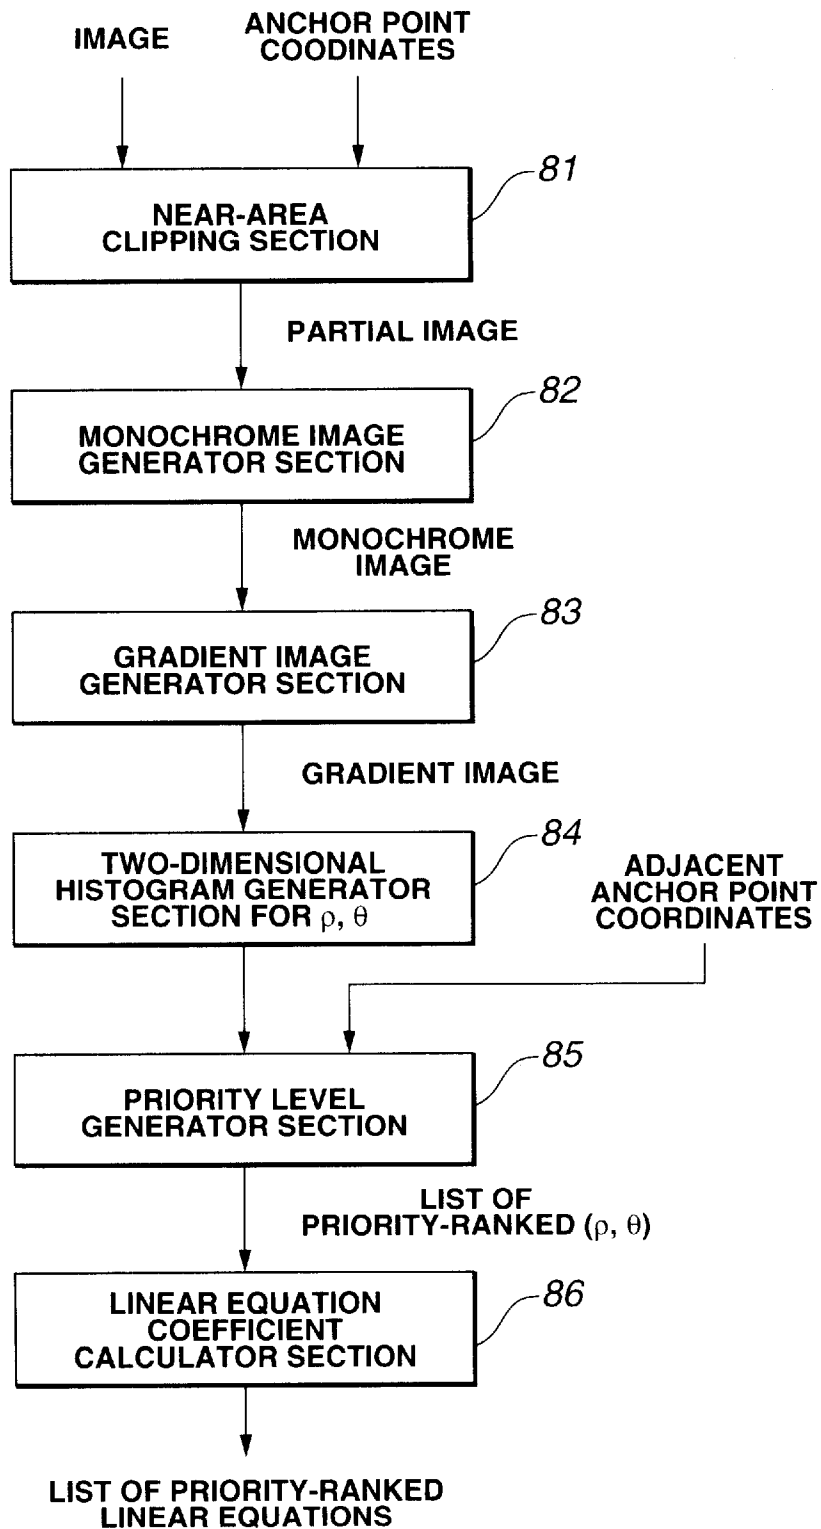 IMAGE
ANCHOR POINT
COODINATES
81
NEAR-AREA
CLIPPING SECTION
PARTIAL IMAGE
82
MONOCHROME IMAGE
GENERATOR SECTION
MONOCHROME
IMAGE
83
GRADIENT IMAGE
GENERATOR SECTION
GRADIENT IMAGE
84
TWO-DIMENSIONAL
HISTOGRAM GENERATOR
SECTION FOR ρ, θ
ADJACENT
ANCHOR POINT
COORDINATES
85
PRIORITY LEVEL
GENERATOR SECTION
LIST OF
PRIORITY-RANKED (ρ, θ)
86
LINEAR EQUATION
COEFFICIENT
CALCULATOR SECTION
LIST OF PRIORITY-RANKED
LINEAR EQUATIONS